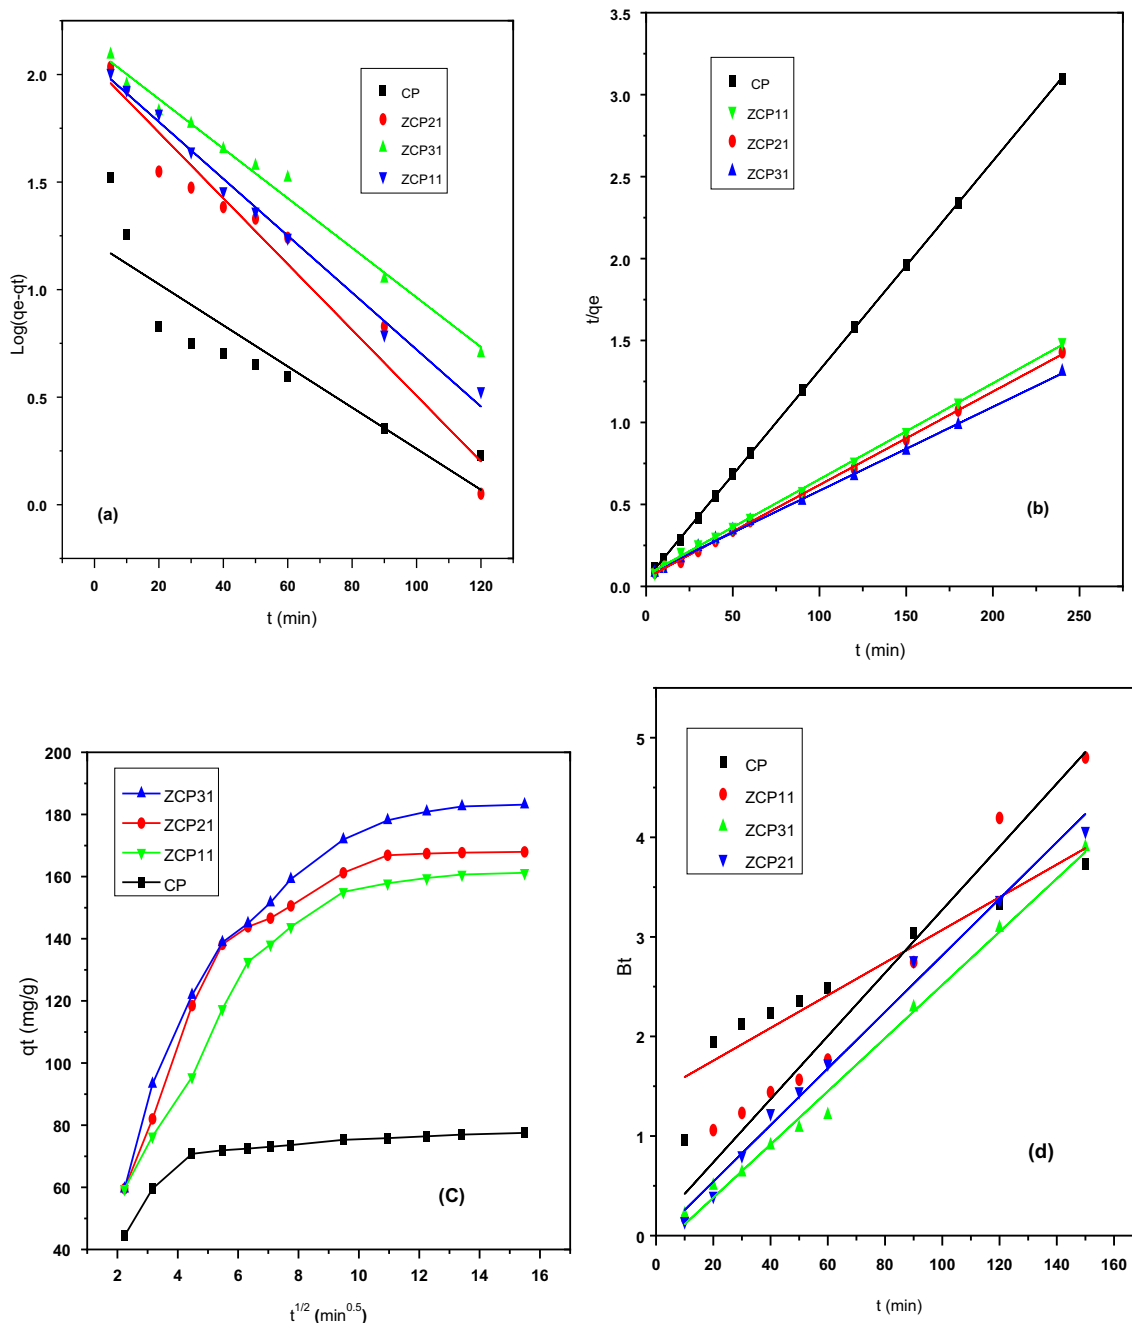 2.0
1.5
1.0
0.5
0.0
Log(qe-qt)
CP
ZCP21
ZCP31
ZCP11
(a)
0 20 40 60 80 100 120
t (min)
3.5
3.0
2.5
2.0
1.5
1.0
0.5
0.0
t/qe
CP
ZCP11
ZCP21
ZCP31
(b)
0 50 100 150 200 250
t (min)
200
180
160
140
120
100
80
60
40
qt (mg/g)
ZCP31
ZCP21
ZCP11
CP
(C)
2 4 6 8 10 12 14 16
t^1/2 (min^0.5)
5
4
3
2
1
0
Bt
CP
ZCP11
ZCP31
ZCP21
(d)
0 20 40 60 80 100 120 140 160
t (min)